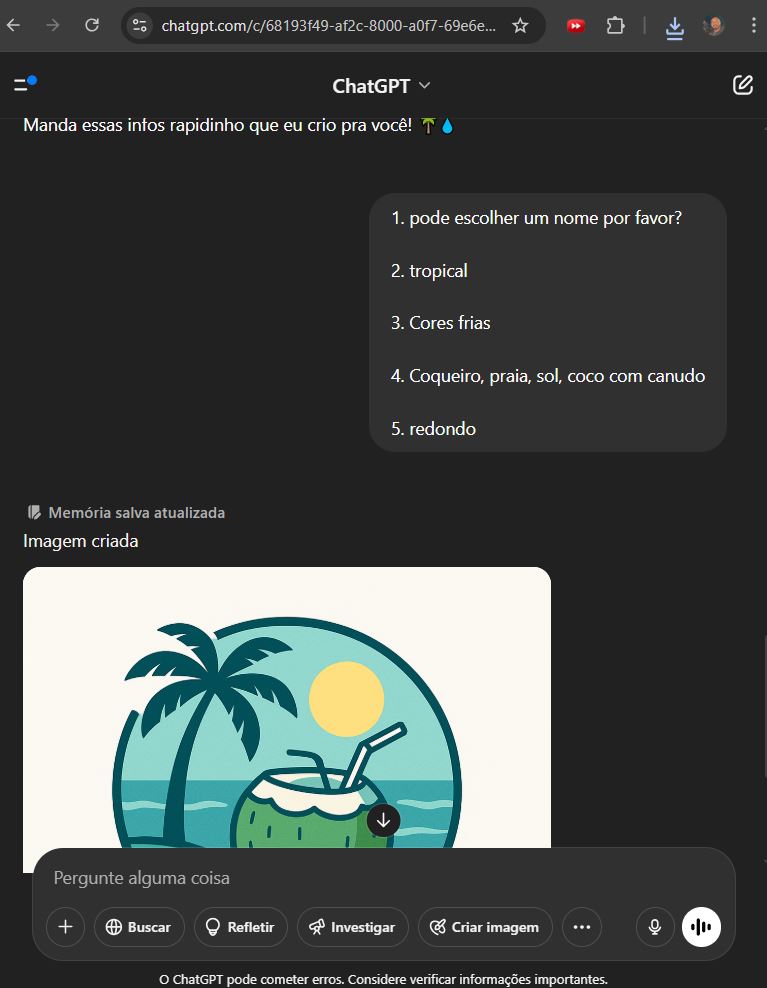 chatgpt.com/c/68193f49-af2c-8000-a0f7-69e6e...
ChatGPT
Manda essas infos rapidinho que eu crio pra você! 🌴💧
1. pode escolher um nome por favor?
2. tropical
3. Cores frias
4. Coqueiro, praia, sol, coco com canudo
5. redondo
Memória salva atualizada
Imagem criada
Pergunte alguma coisa
Buscar
Refletir
Investigar
Criar imagem
O ChatGPT pode cometer erros. Considere verificar informações importantes.